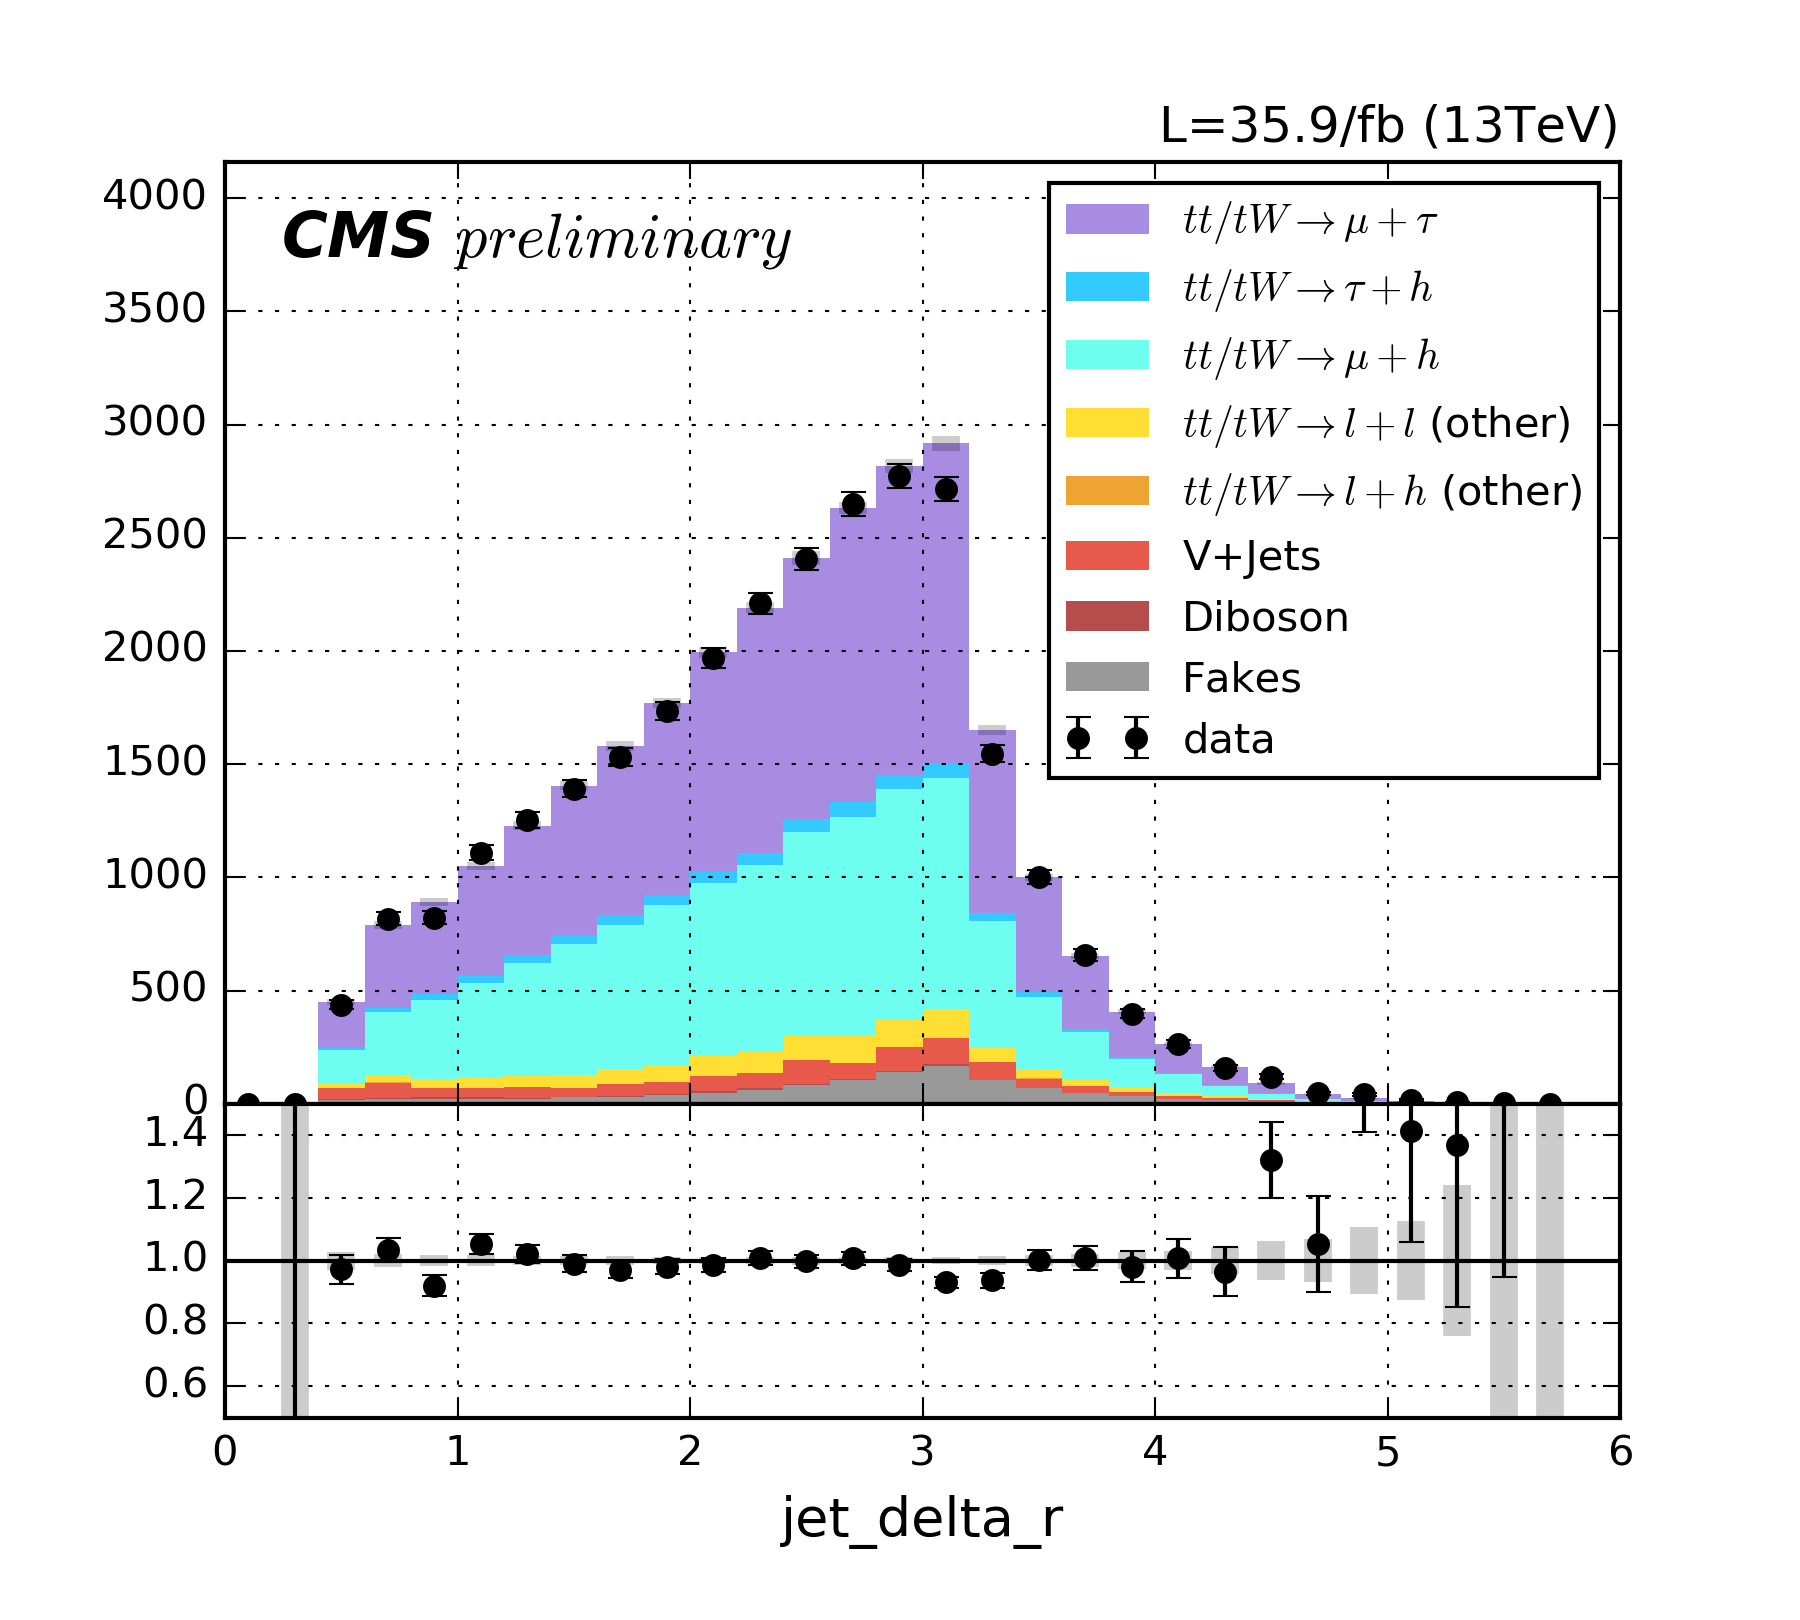 L=35.9/fb (13TeV)
CMS preliminary
4000
3500
3000
2500
2000
1500
1000
500
0
tt/tW → μ + τ
tt/tW → τ + h
tt/tW → μ + h
tt/tW → l + l (other)
tt/tW → l + h (other)
V+Jets
Diboson
Fakes
data
1.4
1.2
1.0
0.8
0.6
0 1 2 3 4 5 6
jet_delta_r